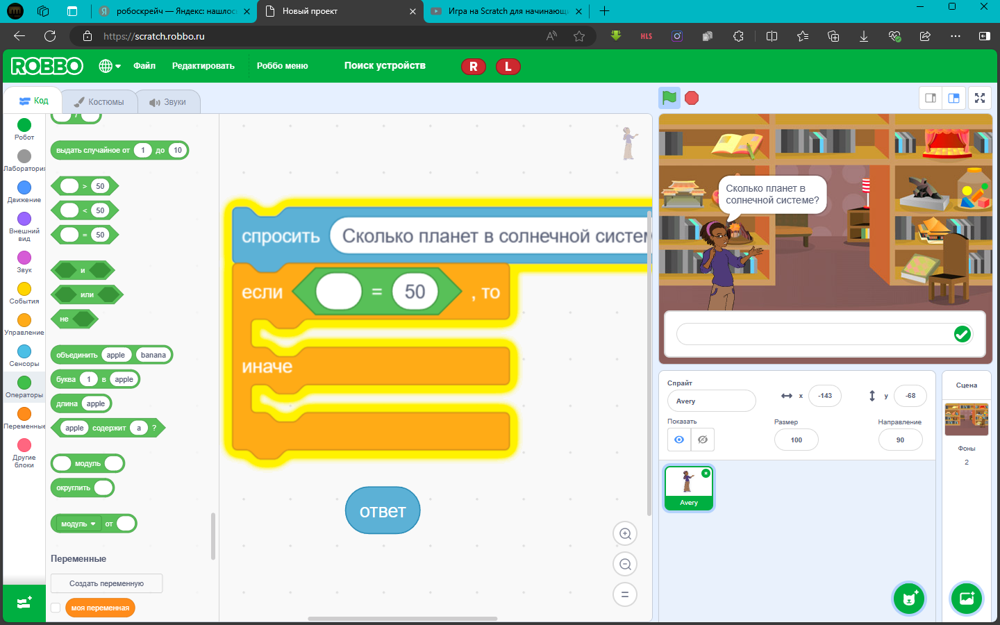 робоскрейч — Яндекс: нашлось
Новый проект
Игра на Scratch для начинающи
https://scratch.robbo.ru
HLS
ROBBO
Файл
Редактировать
Роббо меню
Поиск устройств
R
L
Код
Костюмы
Звуки
Робот
Лаборатория
Движение
Внешний
вид
Звук
События
Управление
Сенсоры
Операторы
Переменные
Другие
блоки
/
выдать случайное от 1 до 10
> 50
< 50
= 50
и
или
не
объединить apple banana
буква 1 в apple
длина apple
apple содержит a ?
модуль
округлить
модуль от
Переменные
Создать переменную
моя переменная
спросить Сколько планет в солнечной систем
если = 50 , то
иначе
ответ
Сколько планет в
солнечной системе?
Спрайт
Avery
x -143
y -68
Показать
Размер
100
Направление
90
Avery
Сцена
Фоны
2